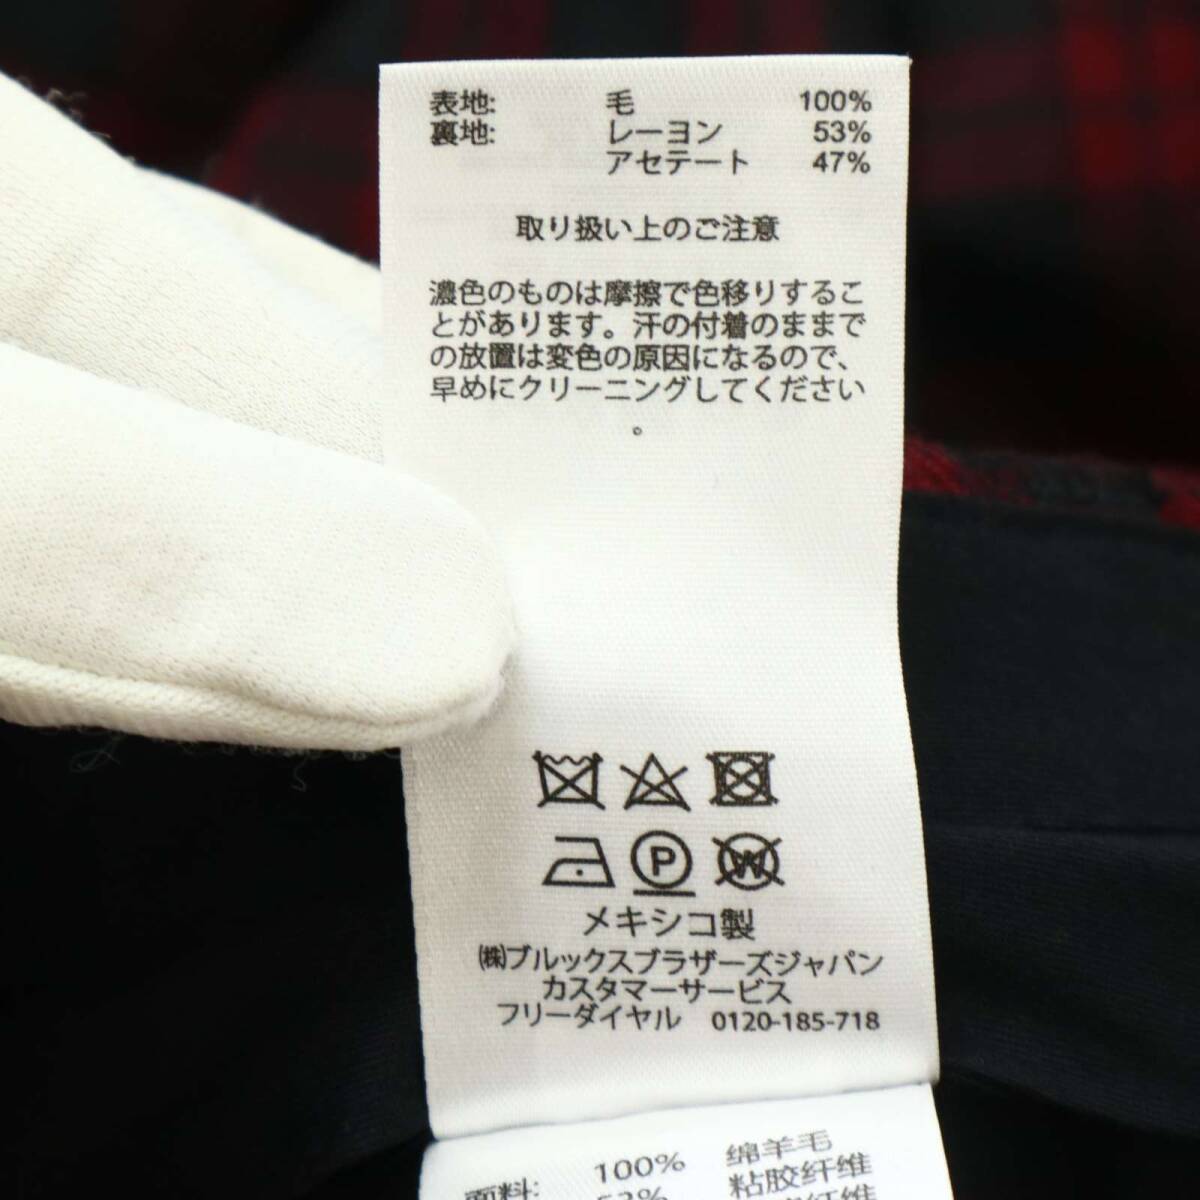 表地: 毛 100%
裏地: レーヨン 53%
アセテート 47%
取り扱い上のご注意
濃色のものは摩擦で色移りするこ
とがあります。汗の付着のままで
の放置は変色の原因になるので、
早めにクリーニングしてください
。
P
W
メキシコ製
㈱ブルックスブラザーズジャパン
カスタマーサービス
フリーダイヤル 0120-185-718
面料: 100% 绵羊毛
53% 粘胶纤维